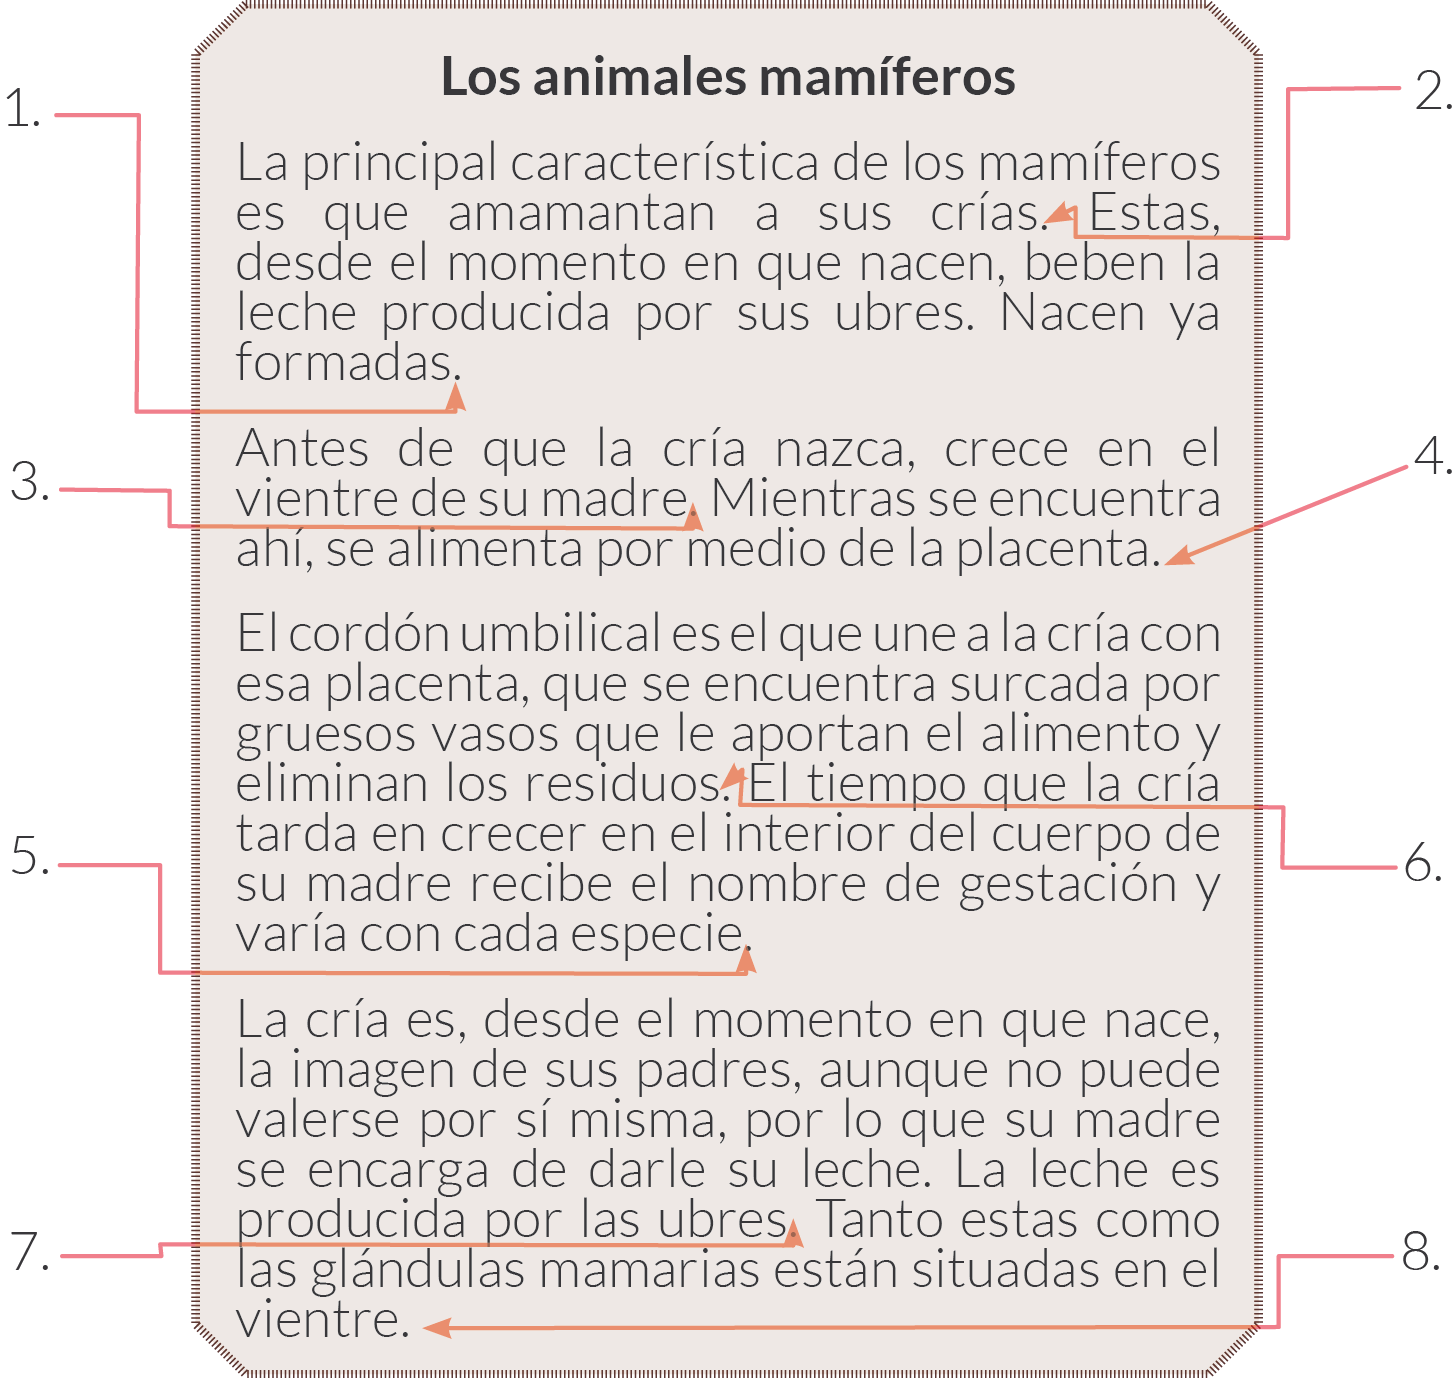 Los animales mamíferos
1.
2.
La principal característica de los mamíferos
es que amamantan a sus crías. Estas,
desde el momento en que nacen, beben la
leche producida por sus ubres. Nacen ya
formadas.
Antes de que la cría nazca, crece en el
3.
4.
vientre de su madre. Mientras se encuentra
ahí, se alimenta por medio de la placenta.
El cordón umbilical es el que une a la cría con
esa placenta, que se encuentra surcada por
gruesos vasos que le aportan el alimento y
eliminan los residuos. El tiempo que la cría
tarda en crecer en el interior del cuerpo de
5.
6.
su madre recibe el nombre de gestación y
varía con cada especie.
La cría es, desde el momento en que nace,
la imagen de sus padres, aunque no puede
valerse por sí misma, por lo que su madre
se encarga de darle su leche. La leche es
producida por las ubres. Tanto estas como
7.
8.
las glándulas mamarias están situadas en el
vientre.